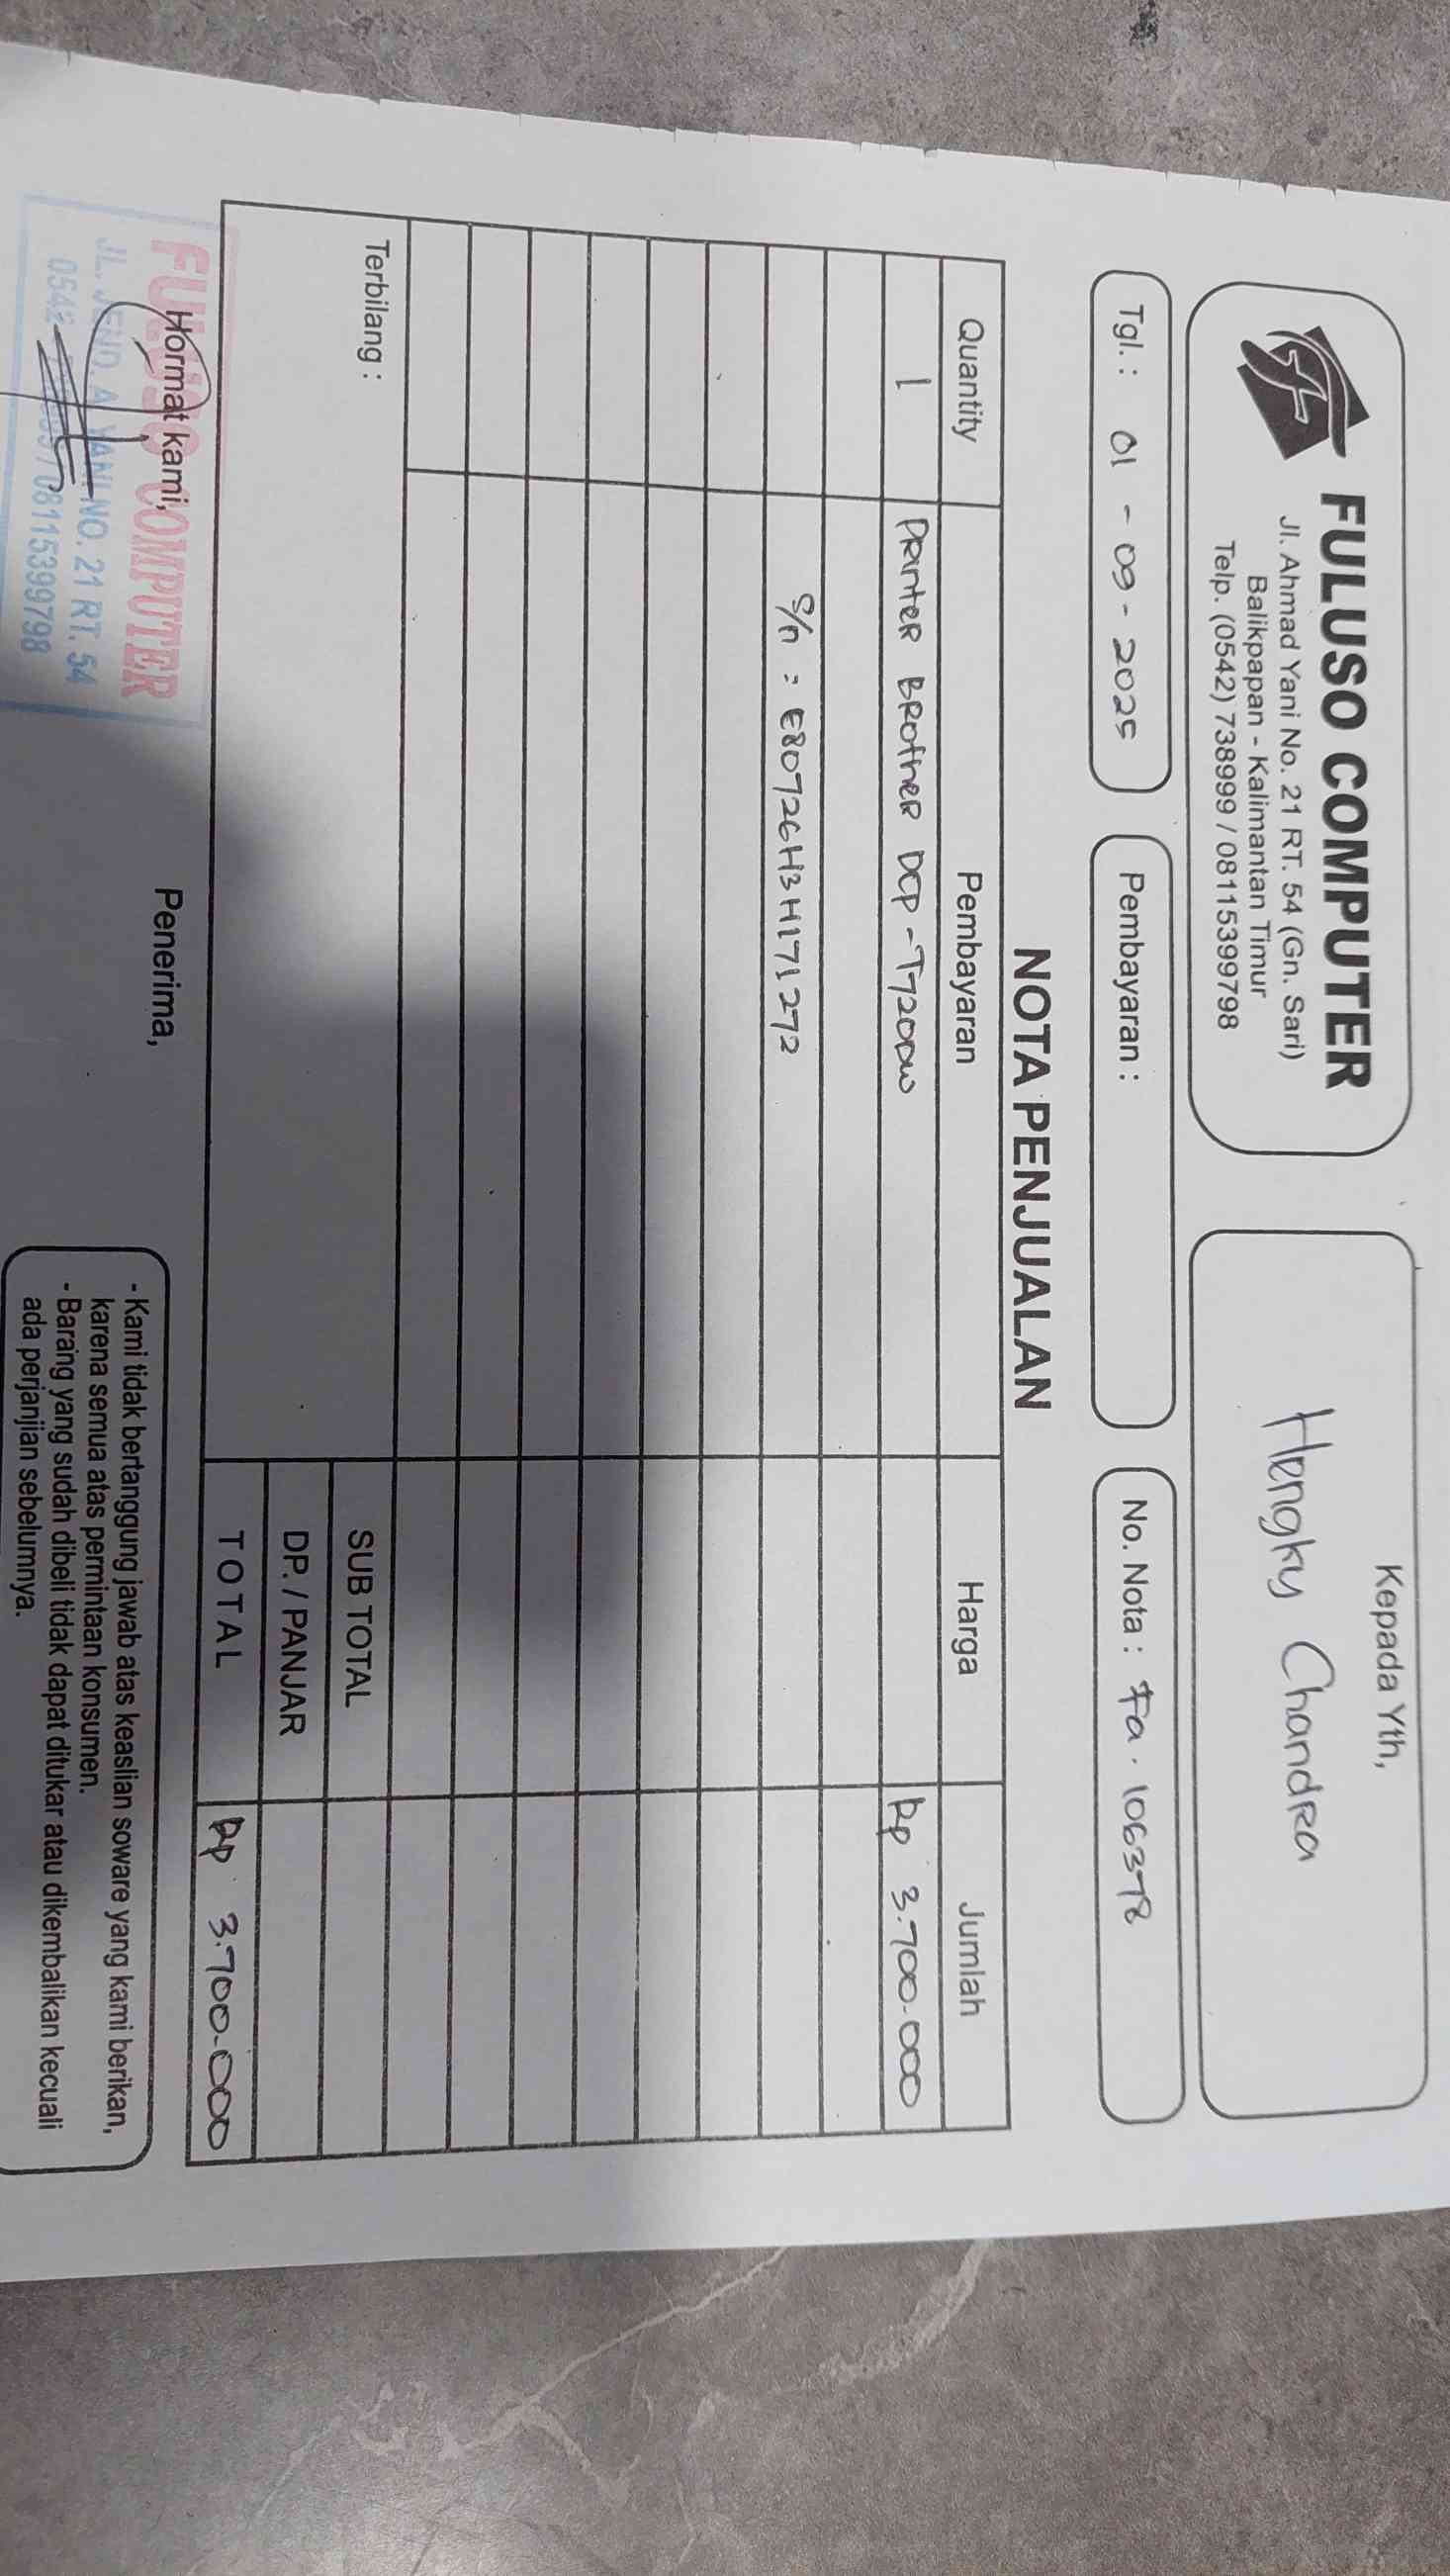 FULUSO COMPUTER
Jl. Ahmad Yani No. 21 RT. 54 (Gn. Sari)
Balikpapan - Kalimantan Timur
Telp. (0542) 738999 / 08115399798
Kepada Yth,
Hengky Chandra
Tgl. : 01 - 09 - 2025
Pembayaran :
No. Nota : Fa. 106378
NOTA PENJUALAN
Quantity Pembayaran Harga Jumlah
1 Printer Brother DCP-T720DW Rp 3.700.000
S/n : E80726H3H171272
Terbilang :
SUB TOTAL
DP. / PANJAR
TOTAL Rp 3.700.000
Hormat kami,
FULUSO COMPUTER
JL. JEND. A. YANI NO. 21 RT. 54
08115399798
Penerima,
- Kami tidak bertanggung jawab atas keaslian soware yang kami berikan,
karena semua atas permintaan konsumen.
- Barang yang sudah dibeli tidak dapat ditukar atau dikembalikan kecuali
ada perjanjian sebelumnya.